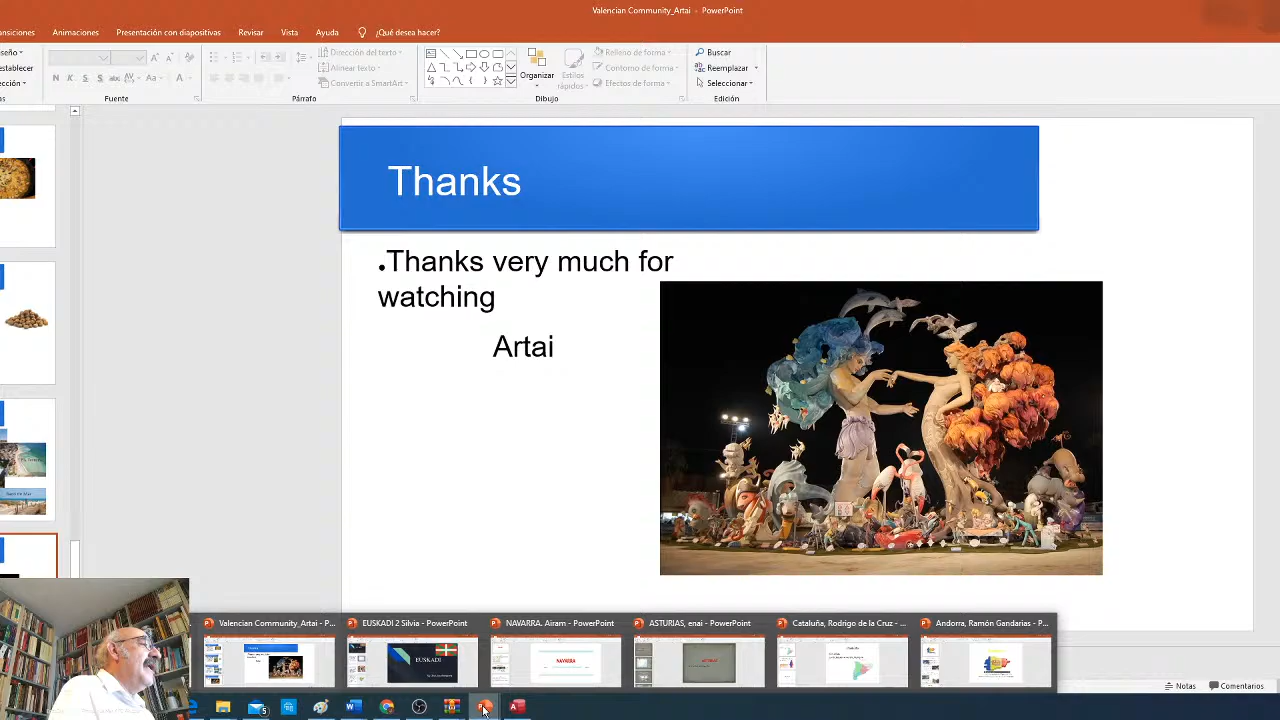 Valencian Community_Artai - PowerPoint
ansiciones Animaciones Presentación con diapositivas Revisar Vista Ayuda ¿Qué desea hacer?
Dirección del texto
Relleno de forma
Buscar
Alinear texto
Organizar
Estilos
rápidos
Contorno de forma
Reemplazar
Convertir a SmartArt
Efectos de forma
Seleccionar
Fuente Párrafo Dibujo Edición
Thanks
•Thanks very much for
watching
Artai
Valencian Community_Artai - P...
EUSKADI 2 Silvia - PowerPoint
NAVARRA. Airam - PowerPoint
ASTURIAS, enai - PowerPoint
Cataluña, Rodrigo de la Cruz - ...
Andorra, Ramón Gandarias - P...
EUSKADI
NAVARRA
Notas Comentarios